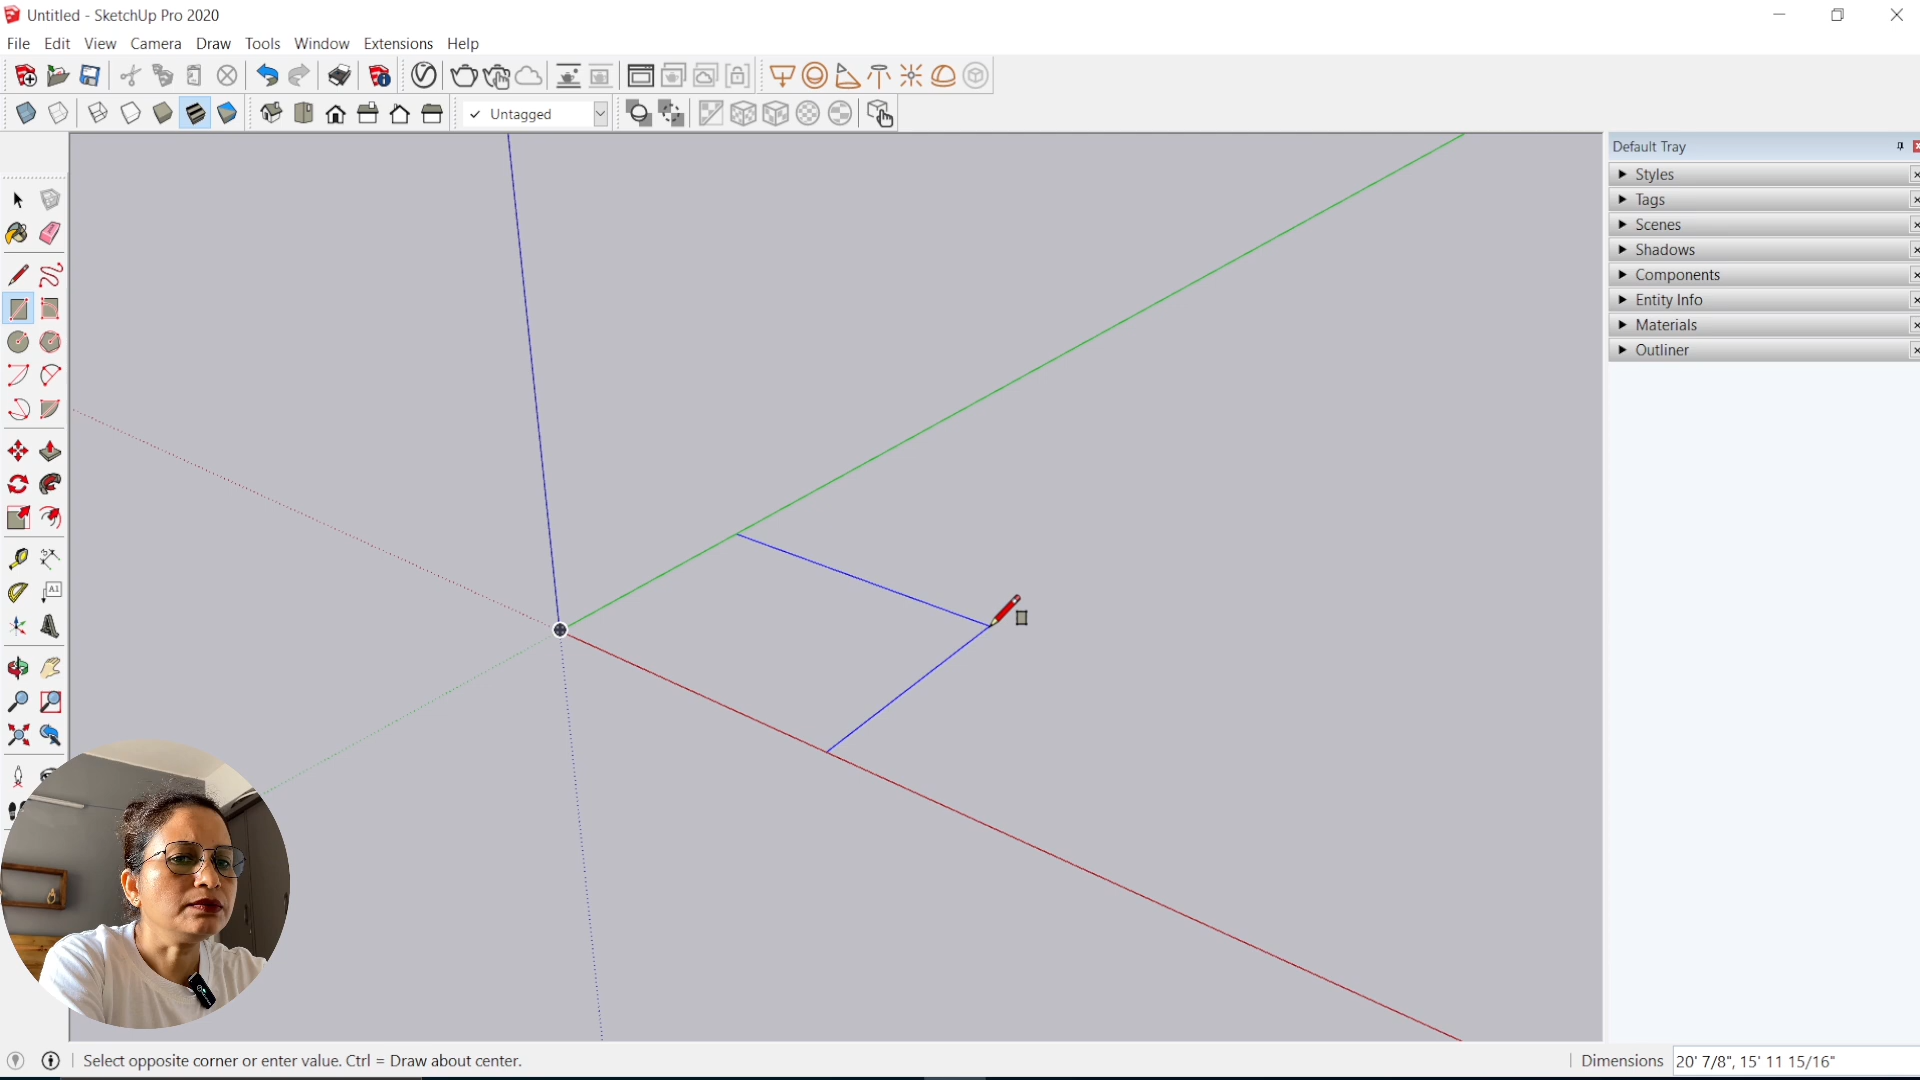 Untitled - SketchUp Pro 2020
File Edit View Camera Draw Tools Window Extensions Help
✓ Untagged
Default Tray
Styles
Tags
Scenes
Shadows
Components
Entity Info
Materials
Outliner
A1
Select opposite corner or enter value. Ctrl = Draw about center.
Dimensions 20' 7/8", 15' 11 15/16"